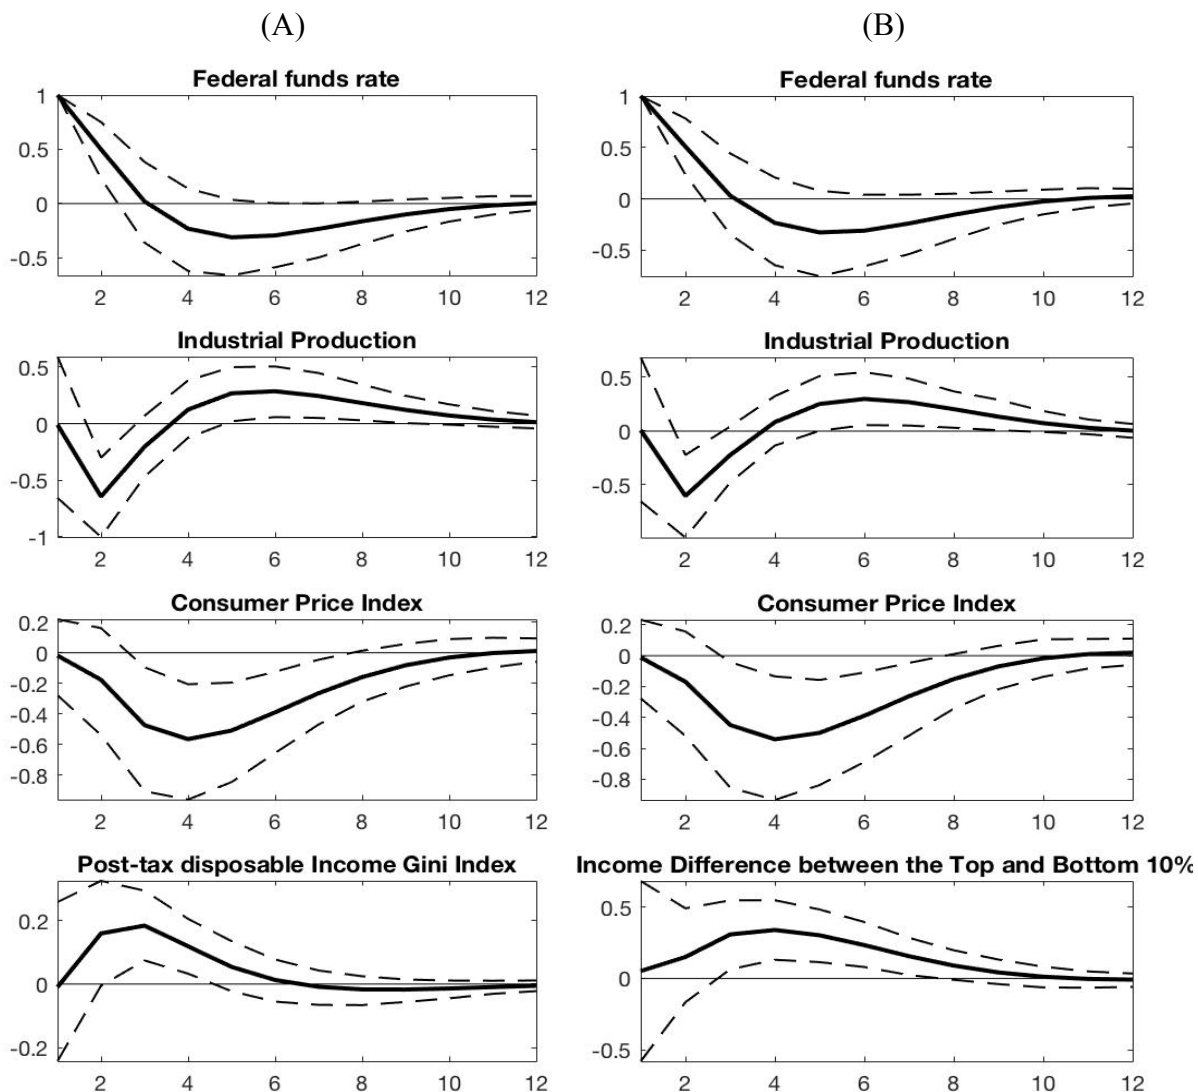 (A) (B)
Federal funds rate
1
0.5
0
-0.5
2 4 6 8 10 12
Federal funds rate
1
0.5
0
-0.5
2 4 6 8 10 12
Industrial Production
0.5
0
-0.5
-1
2 4 6 8 10 12
Industrial Production
0.5
0
-0.5
2 4 6 8 10 12
Consumer Price Index
0.2
0
-0.2
-0.4
-0.6
-0.8
2 4 6 8 10 12
Consumer Price Index
0.2
0
-0.2
-0.4
-0.6
-0.8
2 4 6 8 10 12
Post-tax disposable Income Gini Index
0.2
0
-0.2
2 4 6 8 10 12
Income Difference between the Top and Bottom 10%
0.5
0
-0.5
2 4 6 8 10 12